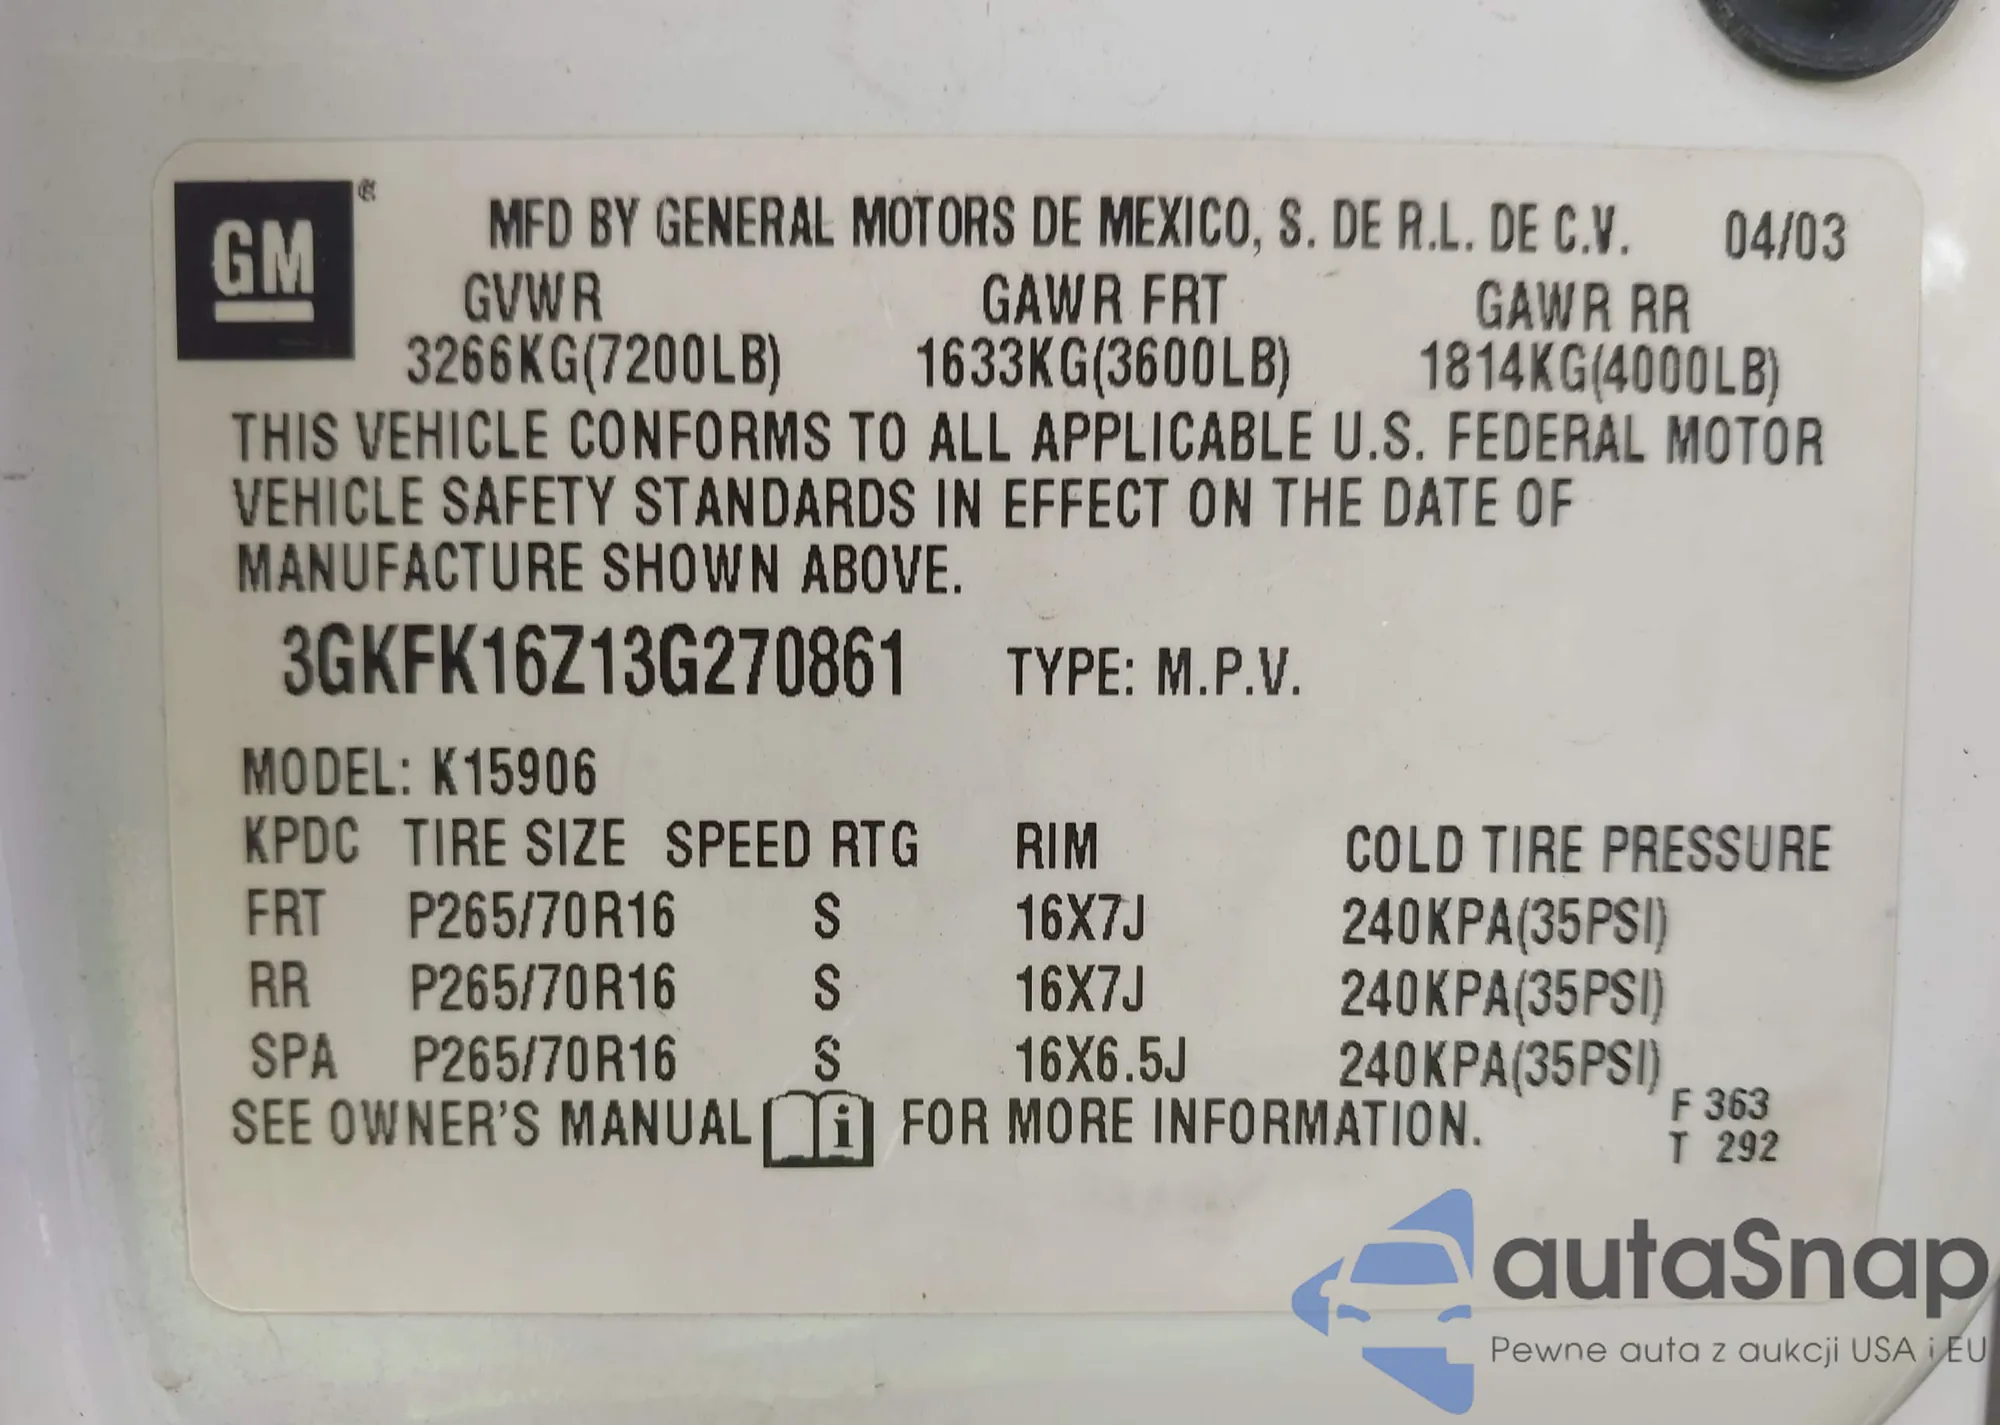 GM®
MFD BY GENERAL MOTORS DE MEXICO, S. DE R.L. DE C.V. 04/03
GVWR GAWR FRT GAWR RR
3266KG(7200LB) 1633KG(3600LB) 1814KG(4000LB)
THIS VEHICLE CONFORMS TO ALL APPLICABLE U.S. FEDERAL MOTOR
VEHICLE SAFETY STANDARDS IN EFFECT ON THE DATE OF
MANUFACTURE SHOWN ABOVE.
3GKFK16Z13G270861 TYPE: M.P.V.
MODEL: K15906
KPDC TIRE SIZE SPEED RTG RIM COLD TIRE PRESSURE
FRT P265/70R16 S 16X7J 240KPA(35PSI)
RR P265/70R16 S 16X7J 240KPA(35PSI)
SPA P265/70R16 S 16X6.5J 240KPA(35PSI)
SEE OWNER'S MANUAL i FOR MORE INFORMATION.
F 363
T 292
autaSnap
Pewne auta z aukcji USA i EU